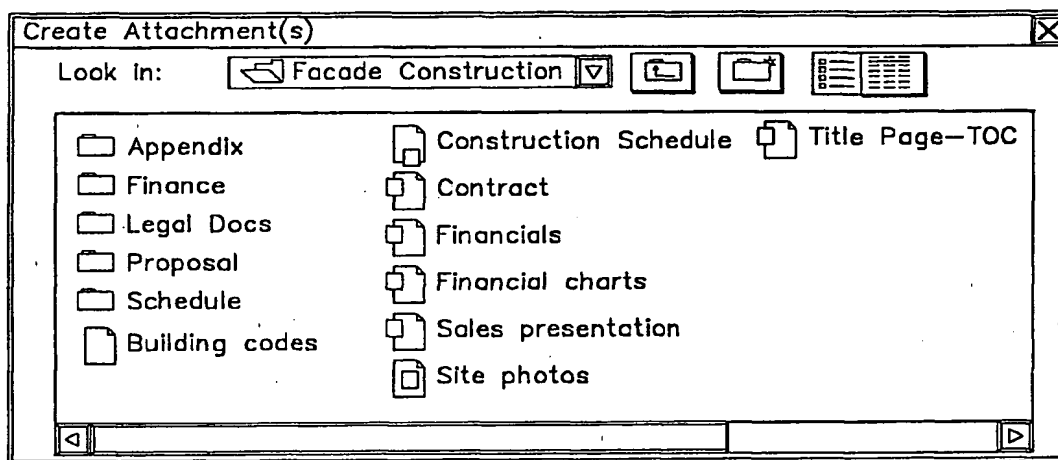 Create Attachment(s)
Look in: Facade Construction
Appendix
Finance
Legal Docs
Proposal
Schedule
Building codes
Construction Schedule
Contract
Financials
Financial charts
Sales presentation
Site photos
Title Page-TOC